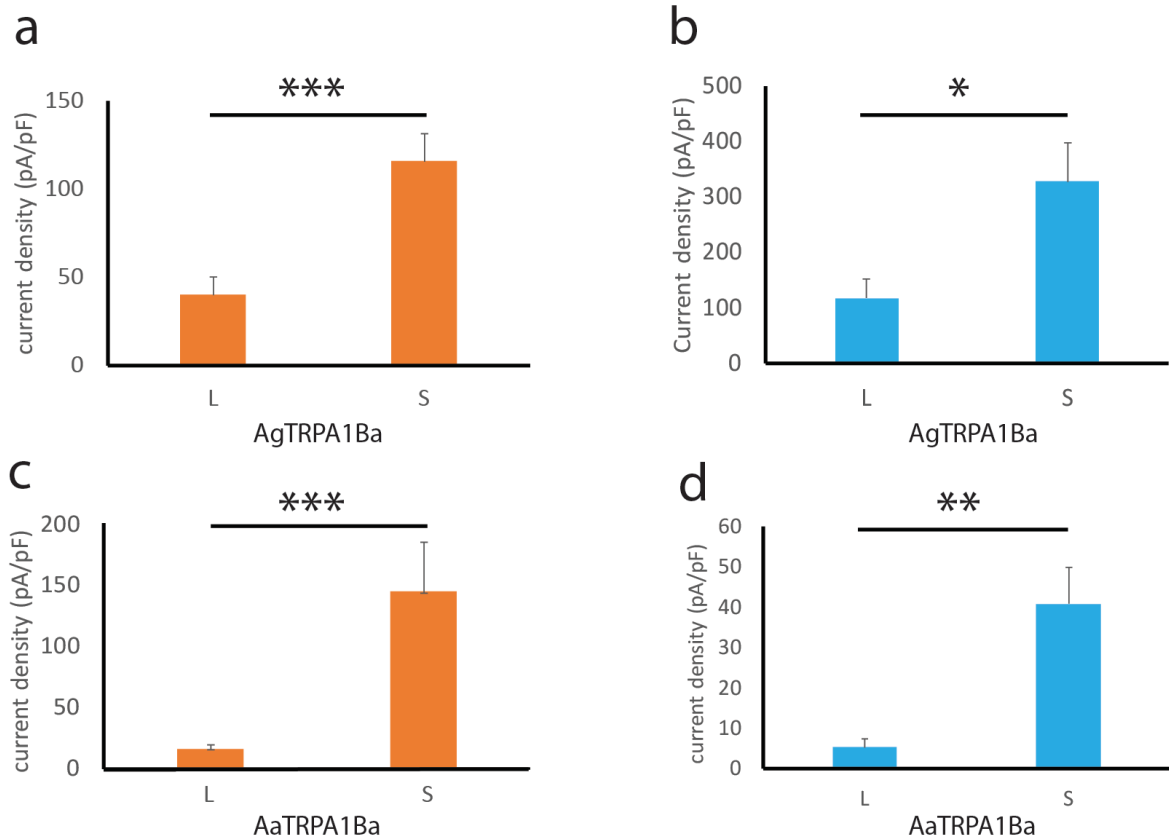 a
***
150
100
50
0
current density (pA/pF)
L S
AgTRPA1Ba
b
*
500
400
300
200
100
0
Current density (pA/pF)
L S
AgTRPA1Ba
c
***
200
150
100
50
0
current density (pA/pF)
L S
AaTRPA1Ba
d
**
60
50
40
30
20
10
0
current density (pA/pF)
L S
AaTRPA1Ba